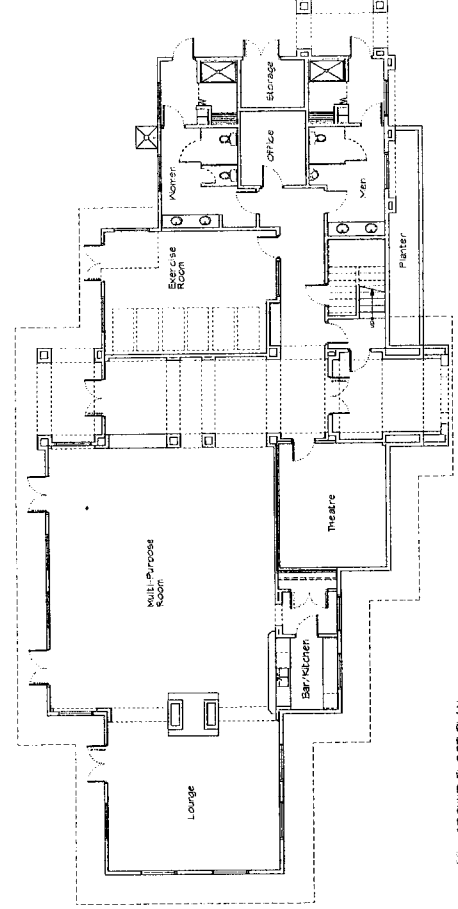 Storage
Office
Women
Men
Exercise
Room
Planter
Multi-Purpose
Room
Theatre
Bar/Kitchen
Lounge